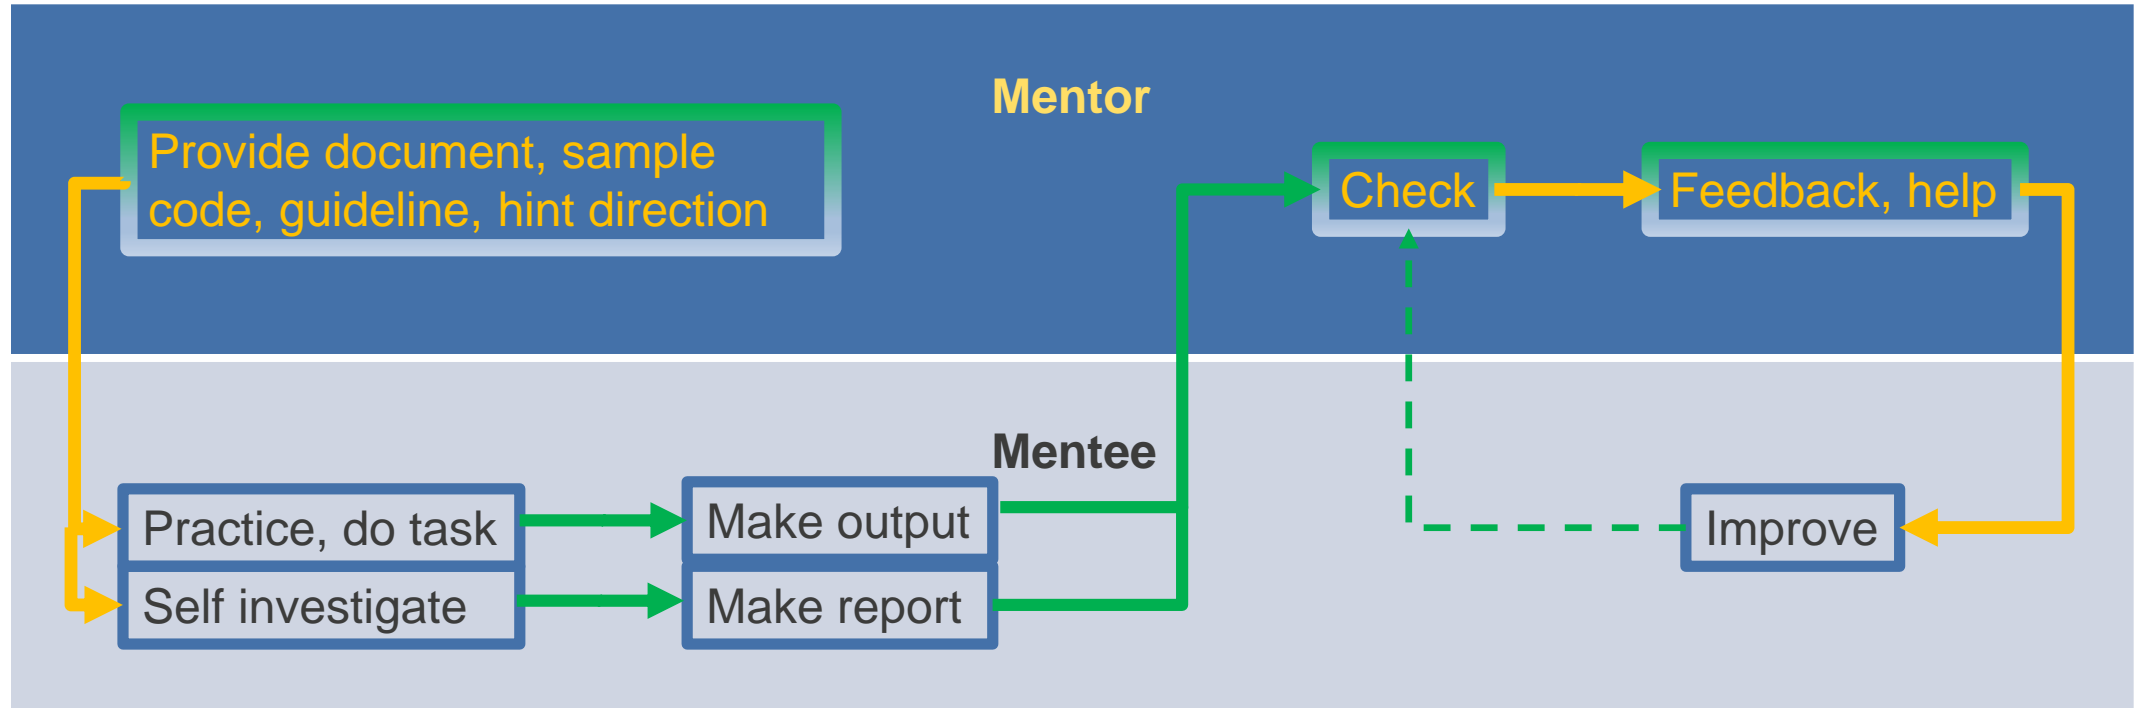 Mentor
Provide document, sample
code, guideline, hint direction
Check
Feedback, help
Mentee
Practice, do task
Make output
Improve
Self investigate
Make report